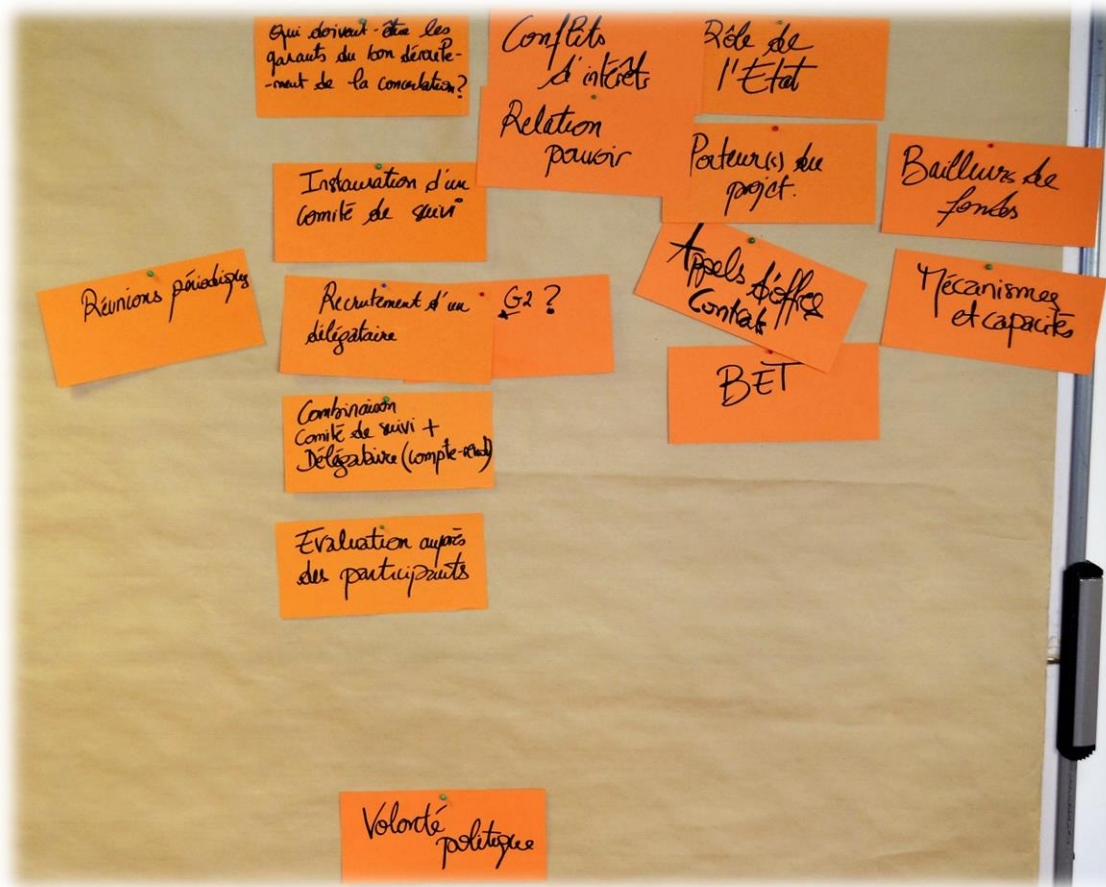 Qui doivent-être les
garants du bon déroule-
-ment de la concertation?
Conflits
d'intérêts
Rôle de
l'Etat
Relation
pouvoir
Porteur(s) du
projet.
Bailleurs de
fonds
Instauration d'un
comité de suivi
Réunions périodiques
Recrutement d'un
délégataire
G2 ?
Appels d'offres
Contrats
Mécanismes
et capacités
BET
Combinaison
Comité de suivi +
Délégataire (compte-rendu)
Evaluation auprès
des participants
Volonté
politique